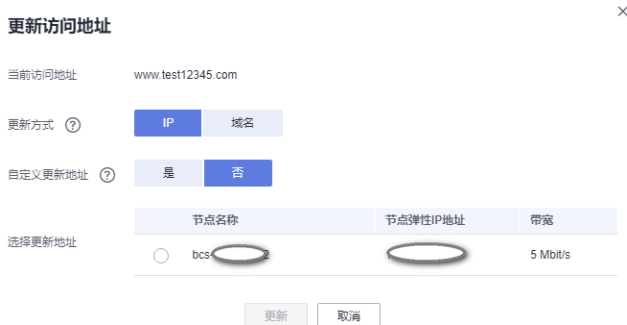 更新访问地址
当前访问地址 www.test12345.com
更新方式 ? IP 域名
自定义更新地址 ? 是 否
选择更新地址
节点名称 节点弹性IP地址 带宽
bcs- 2 5 Mbit/s
更新 取消